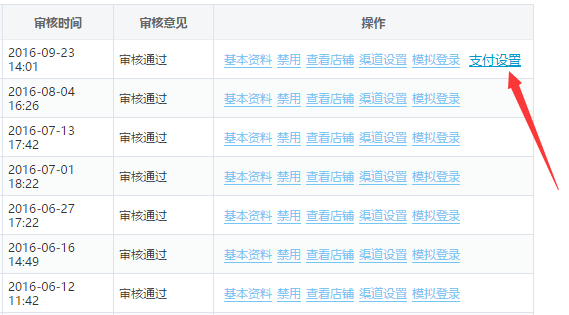 审核时间 审核意见 操作
2016-09-23
14:01 审核通过 基本资料 禁用 查看店铺 渠道设置 模拟登录 支付设置
2016-08-04
16:26 审核通过 基本资料 禁用 查看店铺 渠道设置 模拟登录
2016-07-13
17:42 审核通过 基本资料 禁用 查看店铺 渠道设置 模拟登录
2016-07-01
18:22 审核通过 基本资料 禁用 查看店铺 渠道设置 模拟登录
2016-06-27
17:22 审核通过 基本资料 禁用 查看店铺 渠道设置 模拟登录
2016-06-16
14:49 审核通过 基本资料 禁用 查看店铺 渠道设置 模拟登录
2016-06-12
11:42 审核通过 基本资料 禁用 查看店铺 渠道设置 模拟登录